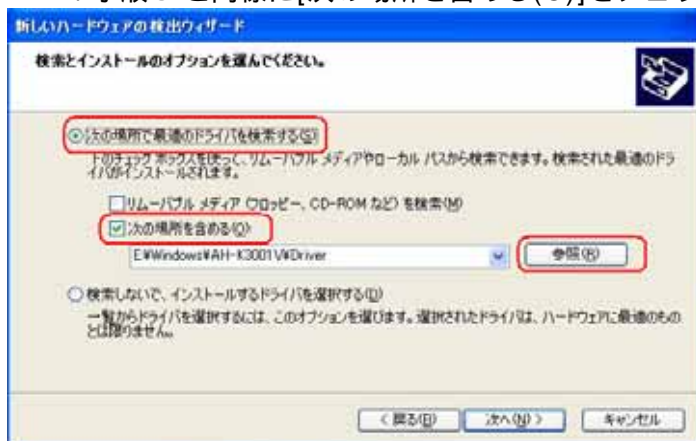 新しいハードウェアの検出ウィザード
検索とインストールのオプションを選んでください。
次の場所で最適のドライバを検索する(S)
下のチェック ボックスを使って、リムーバブル メディアやローカル パスから検索できます。検索された最適のドラ
イバがインストールされます。
リムーバブル メディア (フロッピー、CD-ROM など) を検索(M)
次の場所を含める(O)
E:¥Windows¥AH-K3001V¥Driver
参照(R)
検索しないで、インストールするドライバを選択する(D)
一覧からドライバを選択するには、このオプションを選びます。選択されたドライバは、ハードウェアに最適のもの
とは限りません。
< 戻る(B)
次へ(N) >
キャンセル